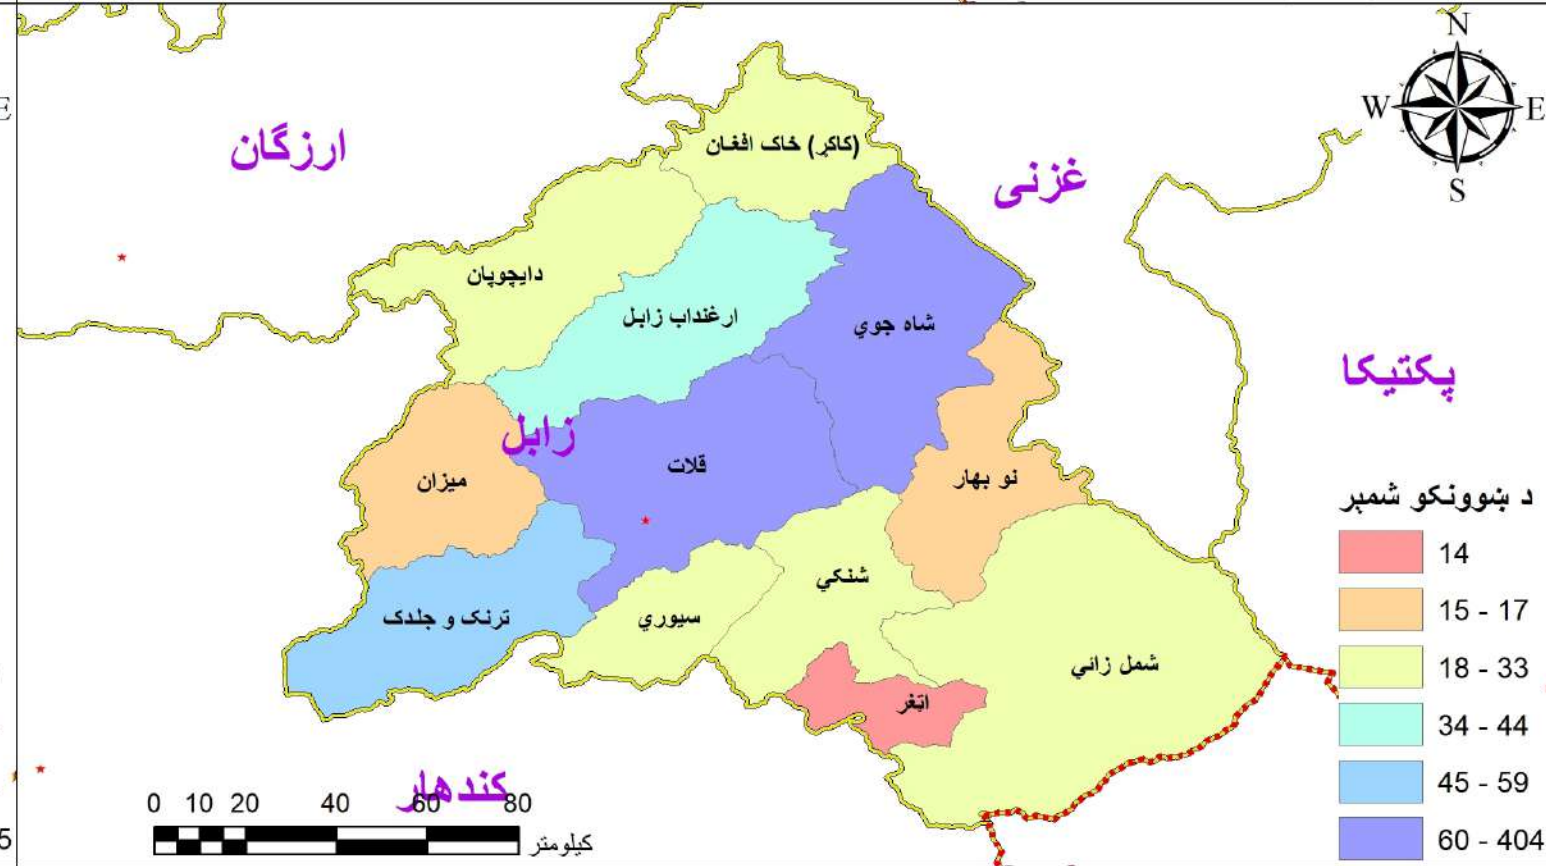 N
W E
S
E
ارزگان
غزنی
پکتیکا
زابل
کندهار
(کاکړ) خاک افغان
دایچوپان
ارغنداب زابل
شاه جوي
میزان
قلات
نو بهار
ترنک و جلدک
سیوري
شنکي
شمل زائي
اتغر
د ښوونکو شمېر
14
15 - 17
18 - 33
34 - 44
45 - 59
60 - 404
0 10 20 40 60 80
کیلومتر
5